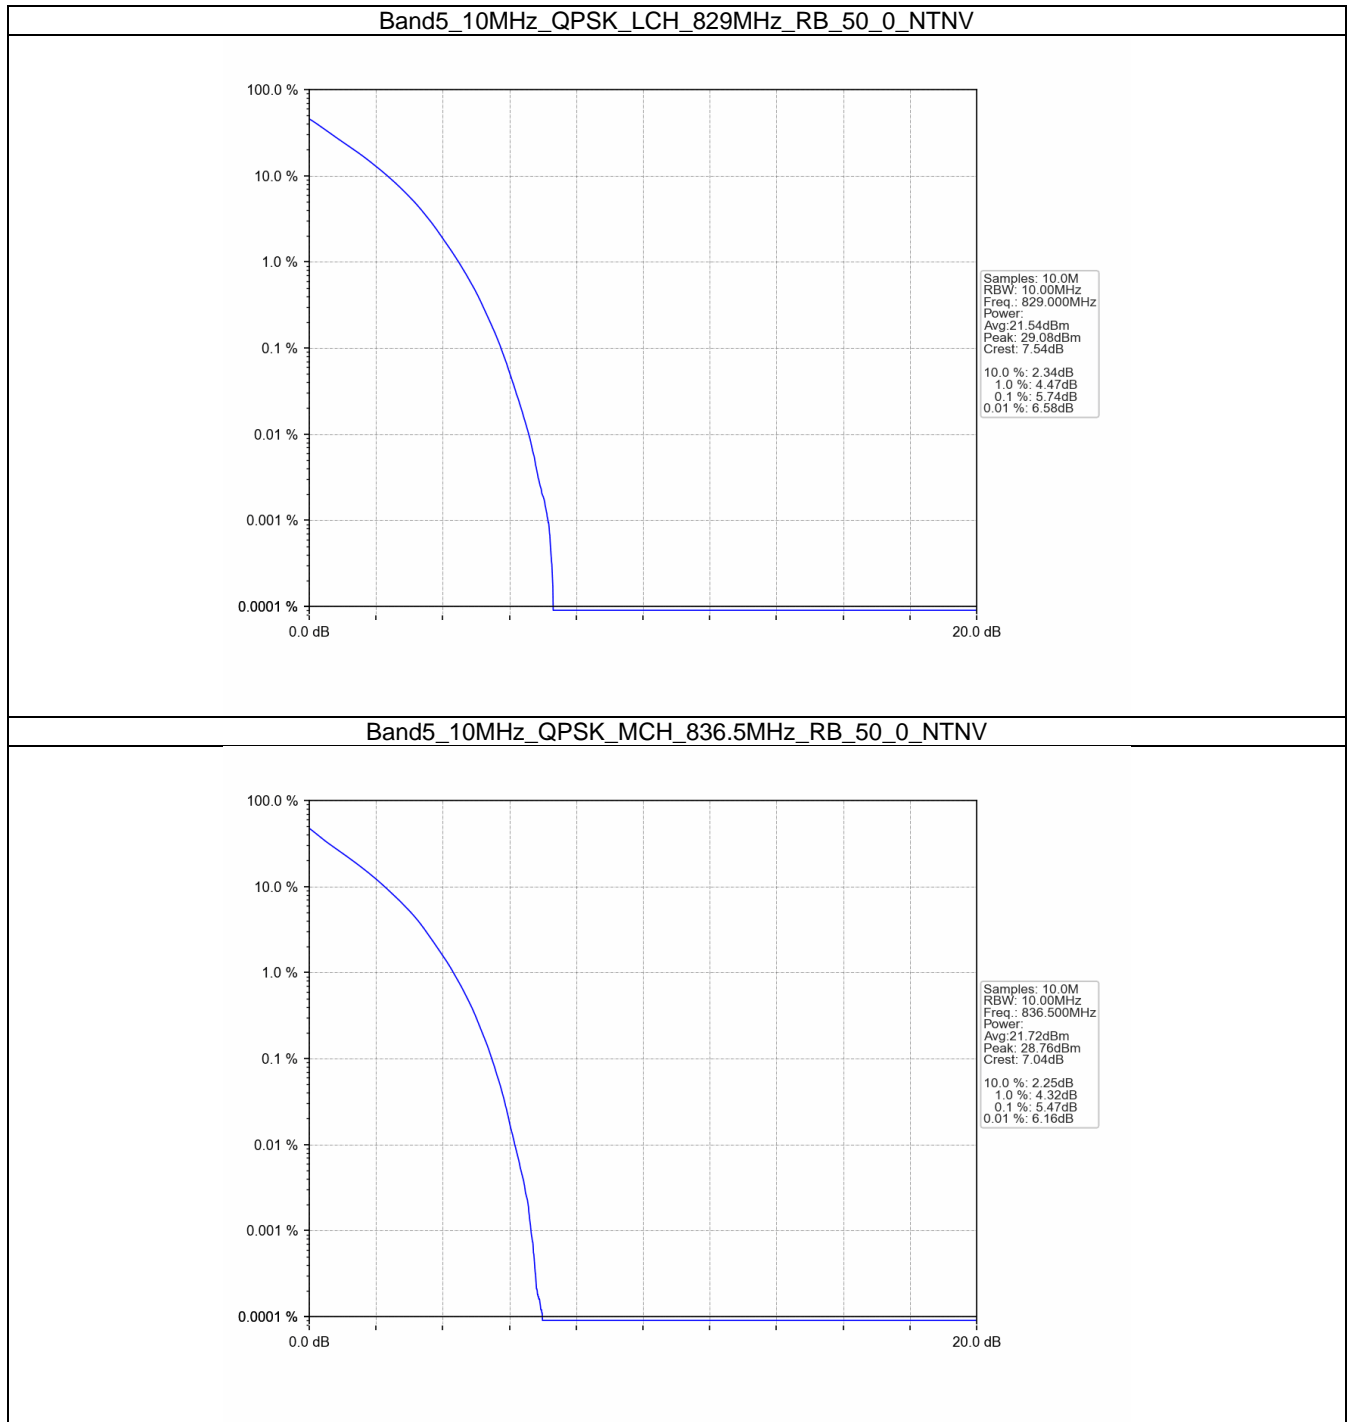 Band5_10MHz_QPSK_LCH_829MHz_RB_50_0_NTNV
100.0 %
10.0 %
1.0 %
0.1 %
0.01 %
0.001 %
0.0001 %
0.0 dB
20.0 dB
Samples: 10.0M
RBW: 10.00MHz
Freq.: 829.000MHz
Power:
Avg:21.54dBm
Peak: 29.08dBm
Crest: 7.54dB
10.0 %: 2.34dB
1.0 %: 4.47dB
0.1 %: 5.74dB
0.01 %: 6.58dB
Band5_10MHz_QPSK_MCH_836.5MHz_RB_50_0_NTNV
100.0 %
10.0 %
1.0 %
0.1 %
0.01 %
0.001 %
0.0001 %
0.0 dB
20.0 dB
Samples: 10.0M
RBW: 10.00MHz
Freq.: 836.500MHz
Power:
Avg:21.72dBm
Peak: 28.76dBm
Crest: 7.04dB
10.0 %: 2.25dB
1.0 %: 4.32dB
0.1 %: 5.47dB
0.01 %: 6.16dB